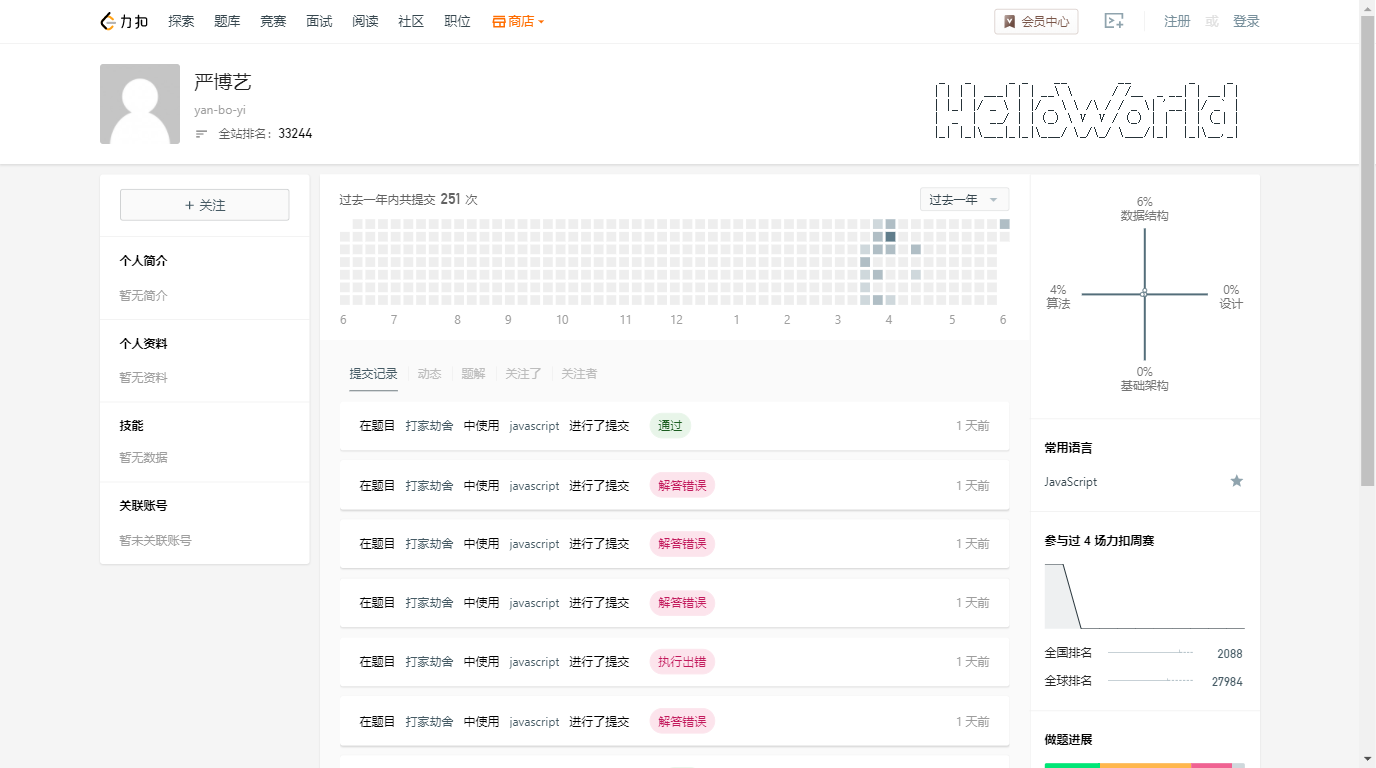 力扣 探索 题库 竞赛 面试 阅读 社区 职位 商店 会员中心 注册 或 登录
严博艺
yan-bo-yi
全站排名： 33244
HelloWorld
+ 关注
个人简介
暂无简介
个人资料
暂无资料
技能
暂无数据
关联账号
暂未关联账号
过去一年内共提交 251 次
过去一年
6 7 8 9 10 11 12 1 2 3 4 5 6
提交记录 动态 题解 关注了 关注者
在题目 打家劫舍 中使用 javascript 进行了提交 通过 1 天前
在题目 打家劫舍 中使用 javascript 进行了提交 解答错误 1 天前
在题目 打家劫舍 中使用 javascript 进行了提交 解答错误 1 天前
在题目 打家劫舍 中使用 javascript 进行了提交 解答错误 1 天前
在题目 打家劫舍 中使用 javascript 进行了提交 执行出错 1 天前
在题目 打家劫舍 中使用 javascript 进行了提交 解答错误 1 天前
6%
数据结构
4%
算法
0%
设计
0%
基础架构
常用语言
JavaScript
参与过 4 场力扣周赛
全国排名 2088
全球排名 27984
做题进展